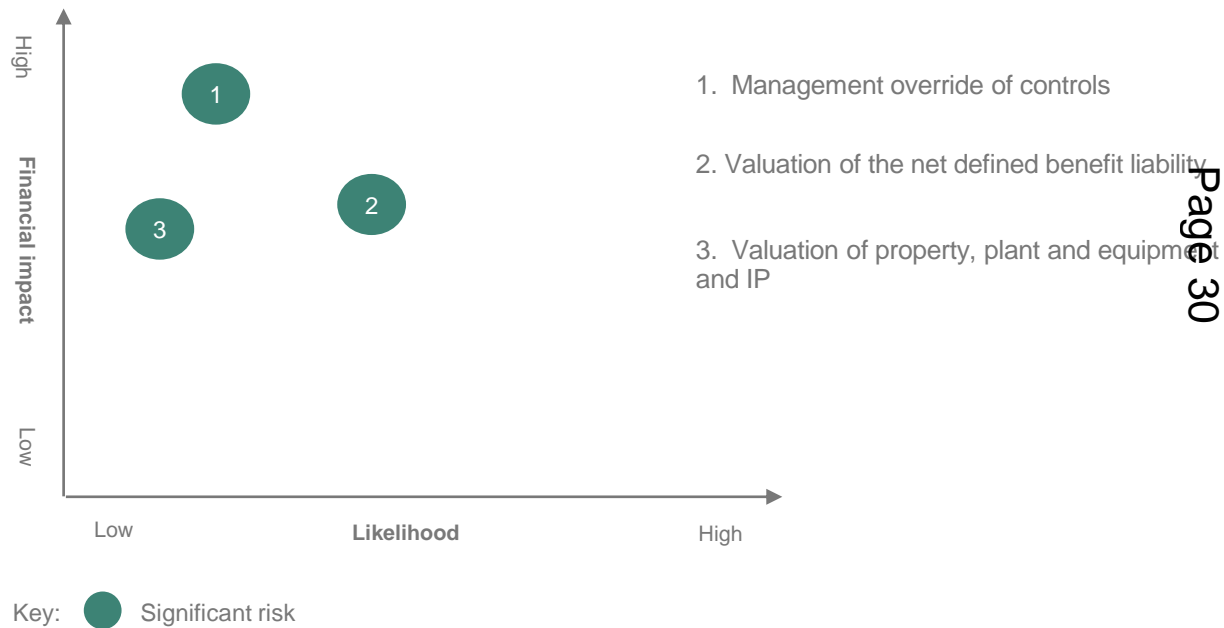 High
1
1. Management override of controls
2. Valuation of the net defined benefit liability
Page 30
Financial impact
2
3
3. Valuation of property, plant and equipment
and IP
Low
Low
Likelihood
High
Key:
Significant risk